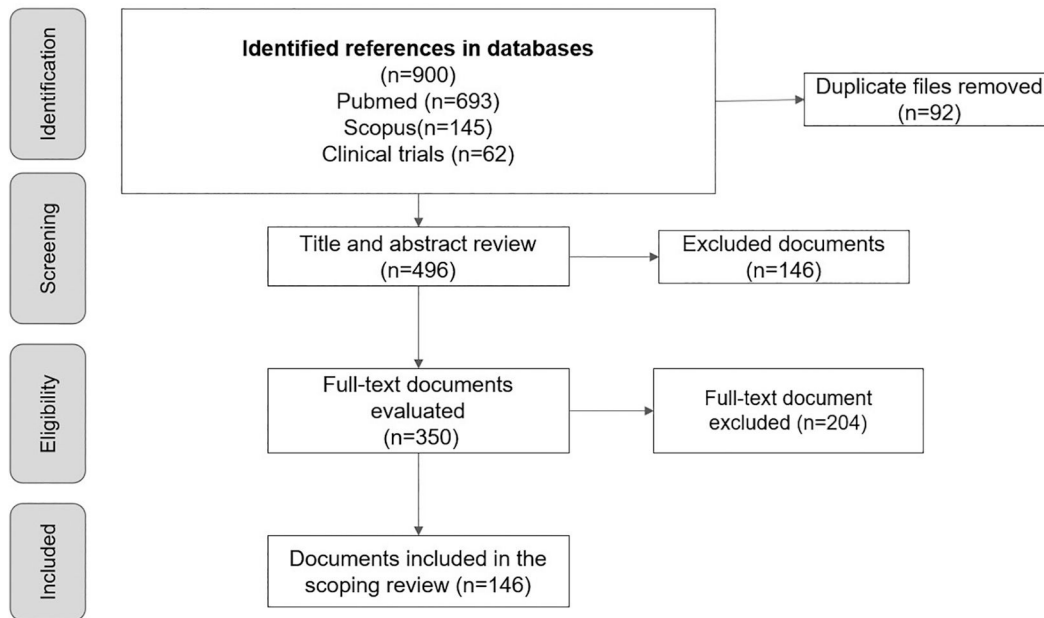 Identification
Identified references in databases
(n=900)
Pubmed (n=693)
Scopus(n=145)
Clinical trials (n=62)
Duplicate files removed
(n=92)
Screening
Title and abstract review
(n=496)
Excluded documents
(n=146)
Eligibility
Full-text documents
evaluated
(n=350)
Full-text document
excluded (n=204)
Included
Documents included in the
scoping review (n=146)